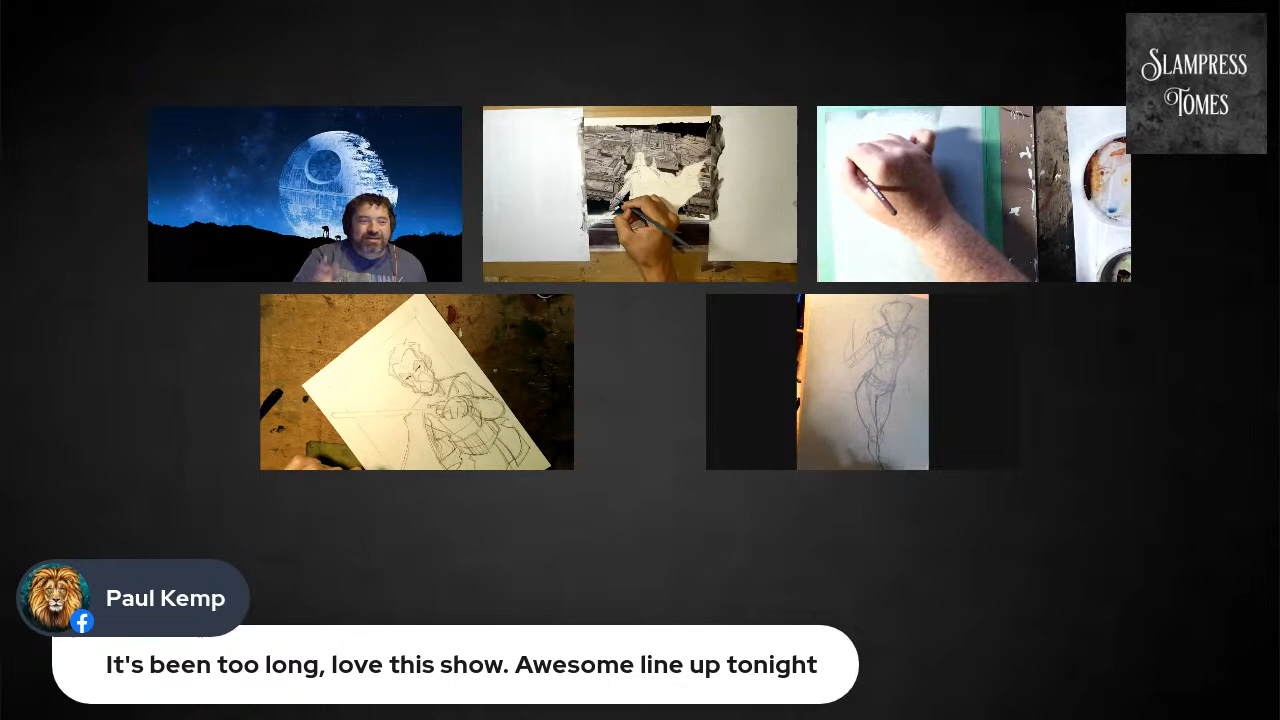 Slampress
Tomes
Paul Kemp
It's been too long, love this show. Awesome line up tonight